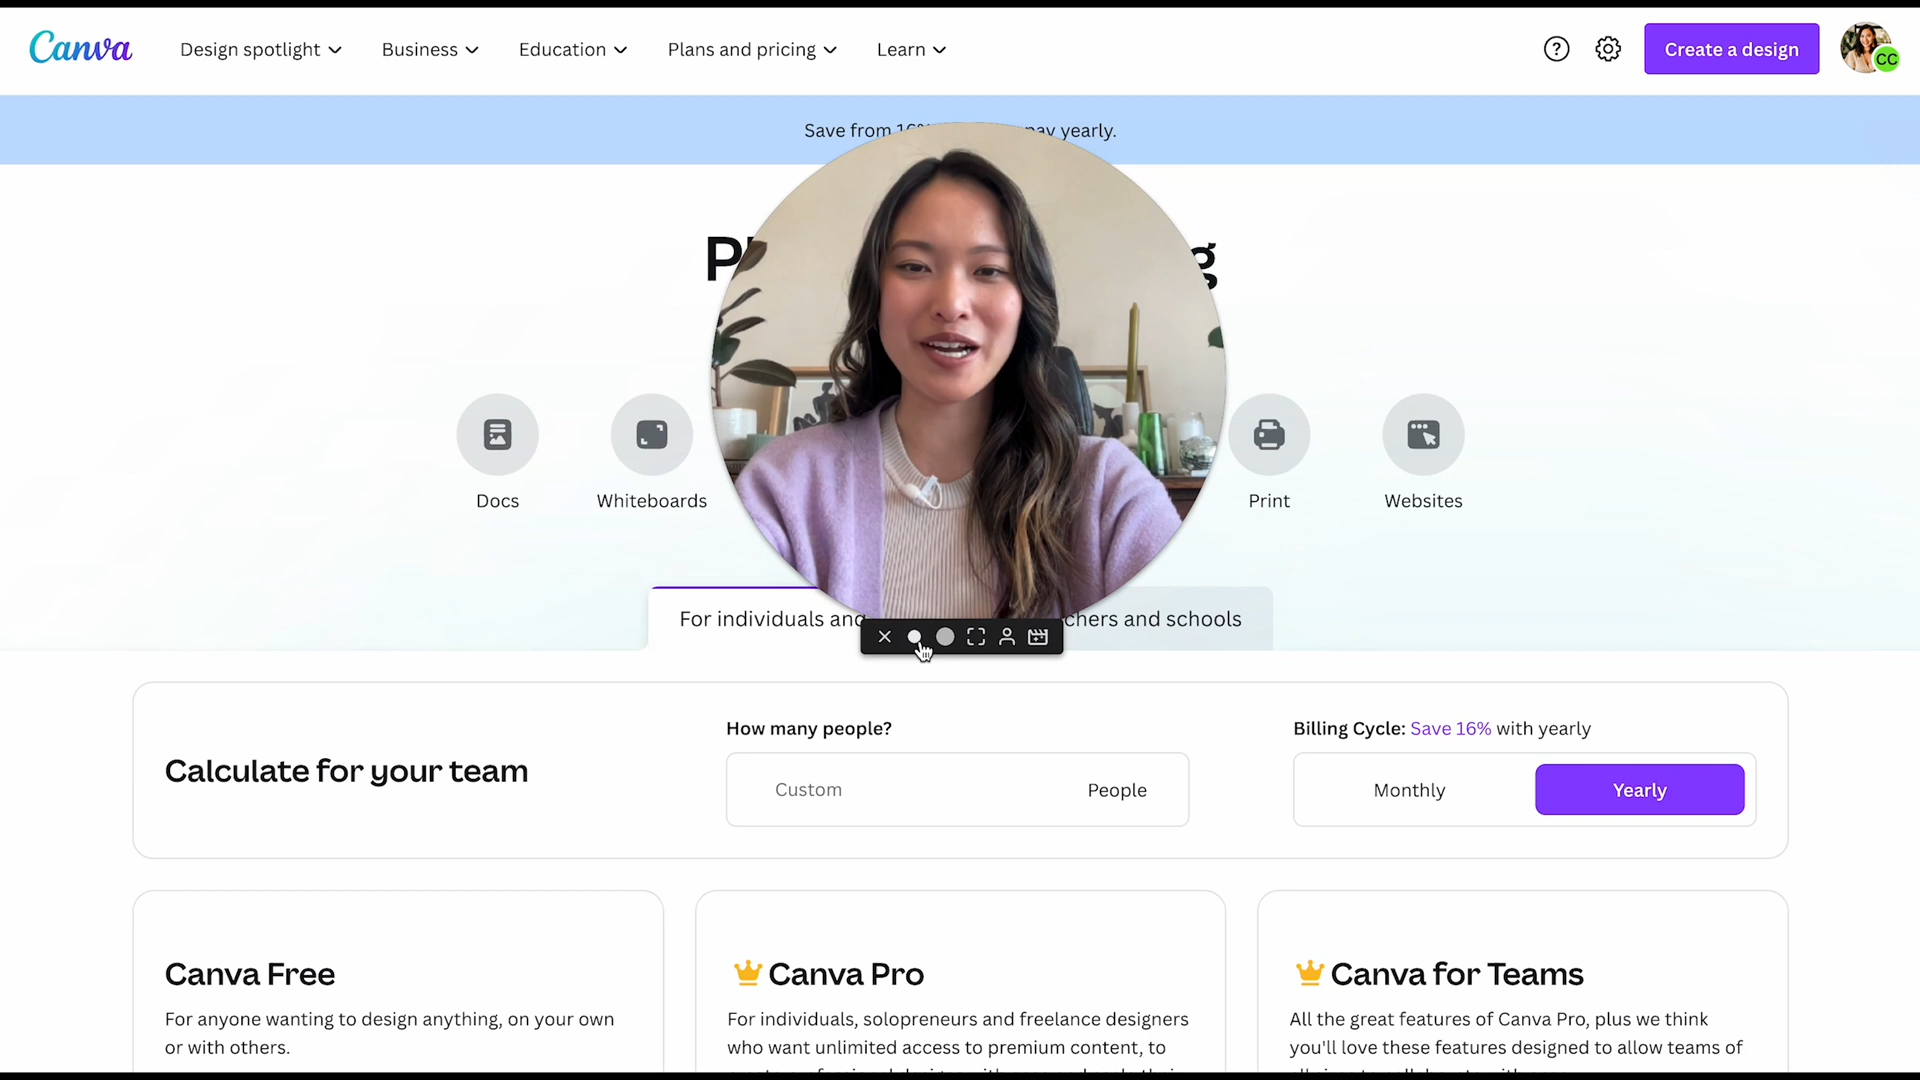 Canva
Design spotlight
Business
Education
Plans and pricing
Learn
Create a design
CC
Save from 16% pay yearly.
Docs
Whiteboards
Print
Websites
For individuals and
schools
Calculate for your team
How many people?
Custom
People
Billing Cycle: Save 16% with yearly
Monthly
Yearly
Canva Free
For anyone wanting to design anything, on your own
or with others.
Canva Pro
For individuals, solopreneurs and freelance designers
who want unlimited access to premium content, to
Canva for Teams
All the great features of Canva Pro, plus we think
you'll love these features designed to allow teams of